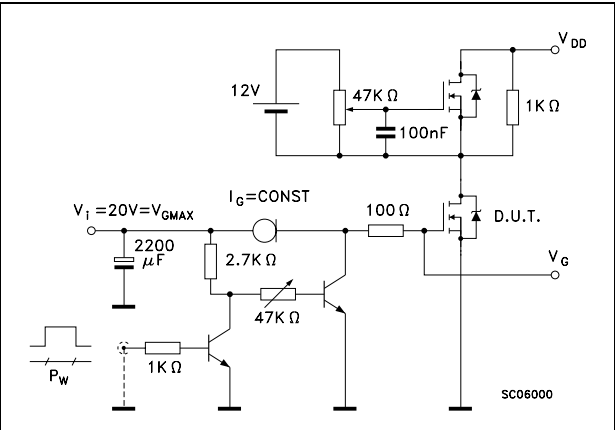 V_DD
12V
47K Ω
100nF
1K Ω
V_i =20V=V_GMAX
I_G=CONST
100 Ω
D.U.T.
2200
μF
2.7K Ω
V_G
47K Ω
1K Ω
P_W
SC06000